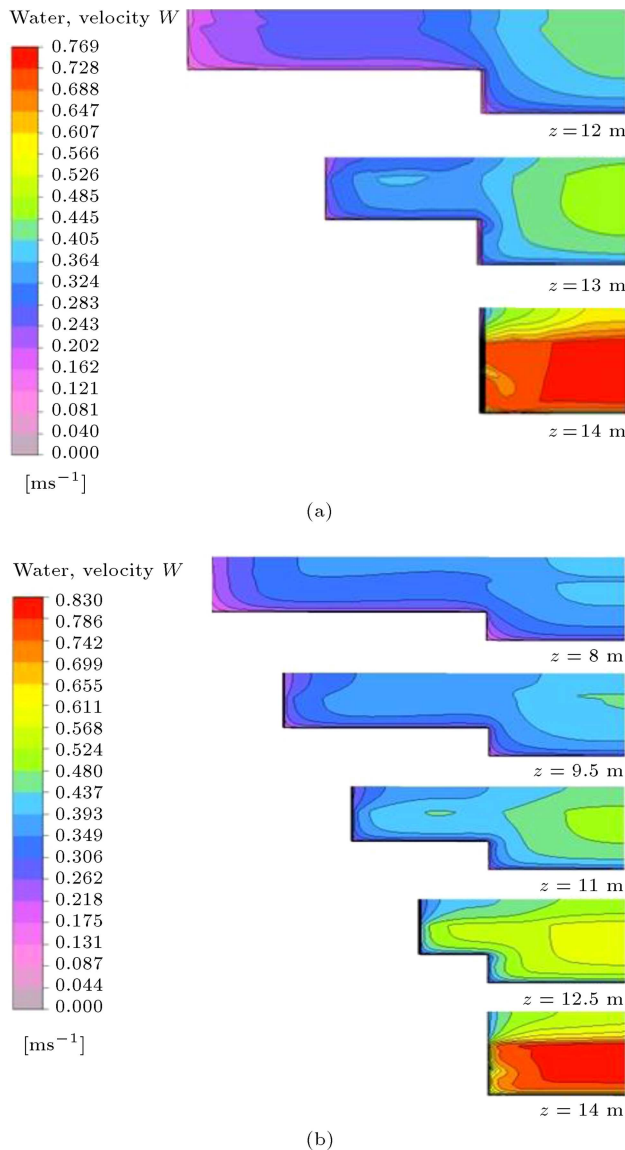 Water, velocity W
0.769
0.728
0.688
0.647
0.607
0.566
0.526
0.485
0.445
0.405
0.364
0.324
0.283
0.243
0.202
0.162
0.121
0.081
0.040
0.000
[ms⁻¹]
z = 12 m
z = 13 m
z = 14 m
(a)
Water, velocity W
0.830
0.786
0.742
0.699
0.655
0.611
0.568
0.524
0.480
0.437
0.393
0.349
0.306
0.262
0.218
0.175
0.131
0.087
0.044
0.000
[ms⁻¹]
z = 8 m
z = 9.5 m
z = 11 m
z = 12.5 m
z = 14 m
(b)